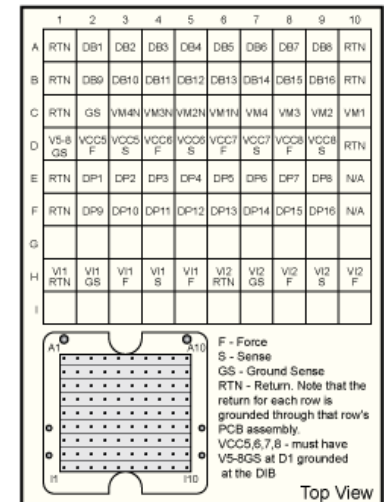 1 2 3 4 5 6 7 8 9 10
A RTN DB1 DB2 DB3 DB4 DB5 DB6 DB7 DB8 RTN
B RTN DB9 DB10 DB11 DB12 DB13 DB14 DB15 DB16 RTN
C RTN GS VM4N VM3N VM2N VM1N VM4 VM3 VM2 VM1
D V5-8 GS VCC5 F VCC5 S VCC6 F VCC6 S VCC7 F VCC7 S VCC8 F VCC8 S RTN
E RTN DP1 DP2 DP3 DP4 DP5 DP6 DP7 DP8 N/A
F RTN DP9 DP10 DP11 DP12 DP13 DP14 DP15 DP16 N/A
G
H VI1 RTN VI1 GS VI1 F VI1 S VI1 F VI2 RTN VI2 GS VI2 F VI2 S VI2 F
I
A1 A10
I1 I10
F - Force
S - Sense
GS - Ground Sense
RTN - Return. Note that the
return for each row is
grounded through that row's
PCB assembly.
VCC5,6,7,8 - must have
V5-8GS at D1 grounded
at the DIB
Top View